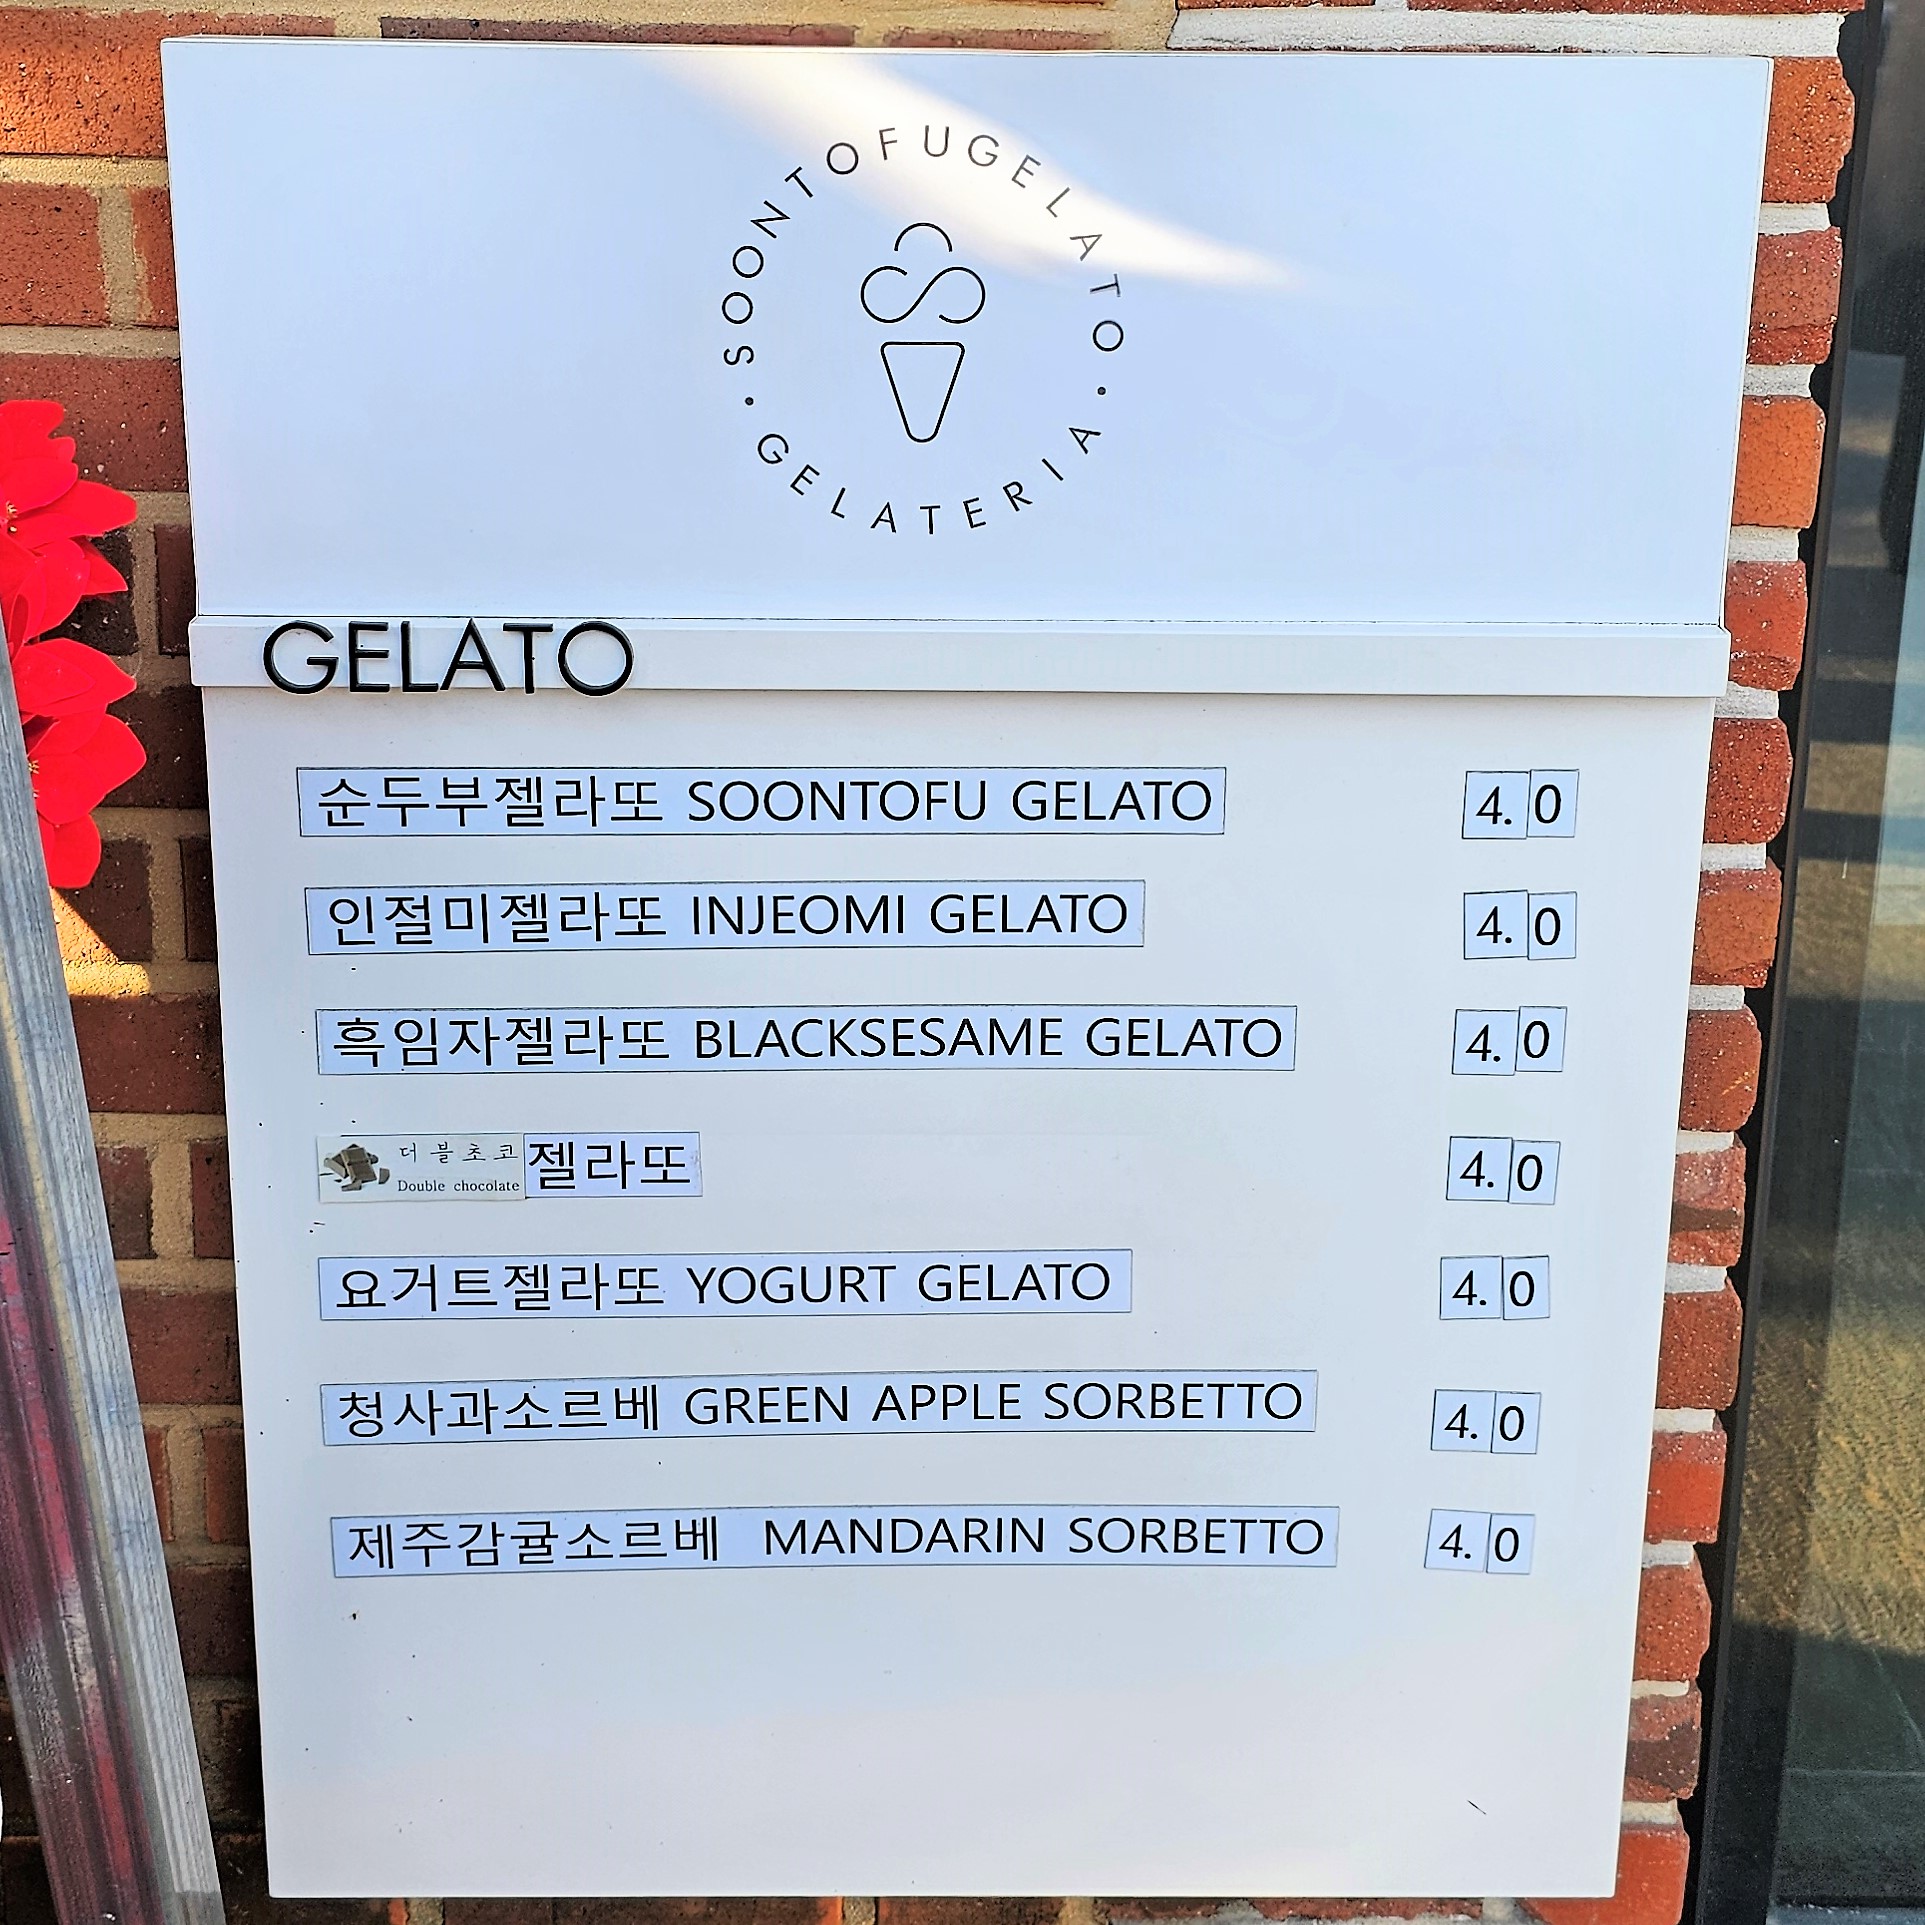 SOONTOFUGELATO
• GELATERIA •
GELATO
순두부젤라또 SOONTOFU GELATO 4.0
인절미젤라또 INJEOMI GELATO 4.0
흑임자젤라또 BLACKSESAME GELATO 4.0
더블초코 Double chocolate 젤라또 4.0
요거트젤라또 YOGURT GELATO 4.0
청사과소르베 GREEN APPLE SORBETTO 4.0
제주감귤소르베 MANDARIN SORBETTO 4.0